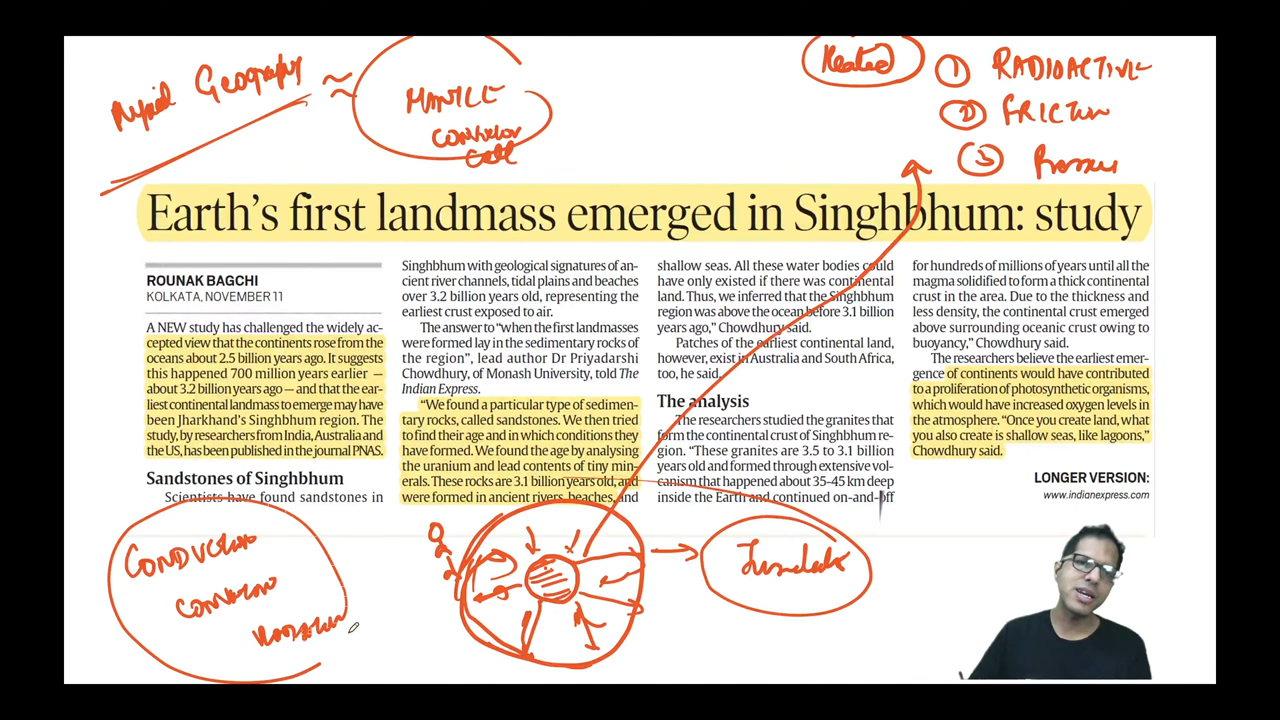 Geography
MANTLE
Heated
1 RADIOACTIVE
2 FRICTION
3
Earth's first landmass emerged in Singhbhum: study
ROUNAK BAGCHI
KOLKATA, NOVEMBER 11
A NEW study has challenged the widely ac-
cepted view that the continents rose from the
oceans about 2.5 billion years ago. It suggests
this happened 700 million years earlier —
about 3.2 billion years ago — and that the ear-
liest continental landmass to emerge may have
been Jharkhand's Singhbhum region. The
study, by researchers from India, Australia and
the US, has been published in the journal PNAS.
Sandstones of Singhbhum
Scientists have found sandstones in
Singhbhum with geological signatures of an-
cient river channels, tidal plains and beaches
over 3.2 billion years old, representing the
earliest crust exposed to air.
The answer to "when the first landmasses
were formed lay in the sedimentary rocks of
the region", lead author Dr Priyadarshi
Chowdhury, of Monash University, told The
Indian Express.
"We found a particular type of sedimen-
tary rocks, called sandstones. We then tried
to find their age and in which conditions they
have formed. We found the age by analysing
the uranium and lead contents of tiny min-
erals. These rocks are 3.1 billion years old, and
were formed in ancient rivers, beaches, and
shallow seas. All these water bodies could
have only existed if there was continental
land. Thus, we inferred that the Singhbhum
region was above the ocean before 3.1 billion
years ago," Chowdhury said.
Patches of the earliest continental land,
however, exist in Australia and South Africa,
too, he said.
The analysis
The researchers studied the granites that
form the continental crust of Singhbhum re-
gion. "These granites are 3.5 to 3.1 billion
years old and formed through extensive vol-
canism that happened about 35-45 km deep
inside the Earth and continued on-and-off
for hundreds of millions of years until all the
magma solidified to form a thick continental
crust in the area. Due to the thickness and
less density, the continental crust emerged
above surrounding oceanic crust owing to
buoyancy," Chowdhury said.
The researchers believe the earliest emer-
gence of continents would have contributed
to a proliferation of photosynthetic organisms,
which would have increased oxygen levels in
the atmosphere. "Once you create land, what
you also create is shallow seas, like lagoons,"
Chowdhury said.
LONGER VERSION:
www.indianexpress.com